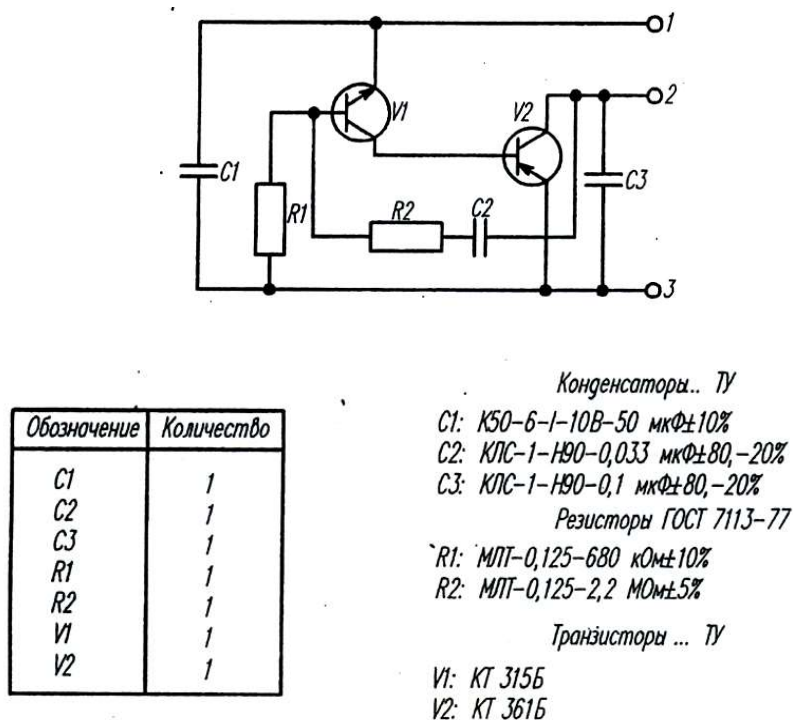 1
V1
V2
2
C1
R1
R2
C2
C3
3
Обозначение Количество
C1 1
C2 1
C3 1
R1 1
R2 1
V1 1
V2 1
Конденсаторы.. ТУ
C1: К50-6-I-10В-50 мкФ±10%
C2: КЛС-1-Н90-0,033 мкФ±80,-20%
C3: КЛС-1-Н90-0,1 мкФ±80,-20%
Резисторы ГОСТ 7113-77
R1: МЛТ-0,125-680 кОм±10%
R2: МЛТ-0,125-2,2 МОм±5%
Транзисторы ... ТУ
V1: КТ 315Б
V2: КТ 361Б